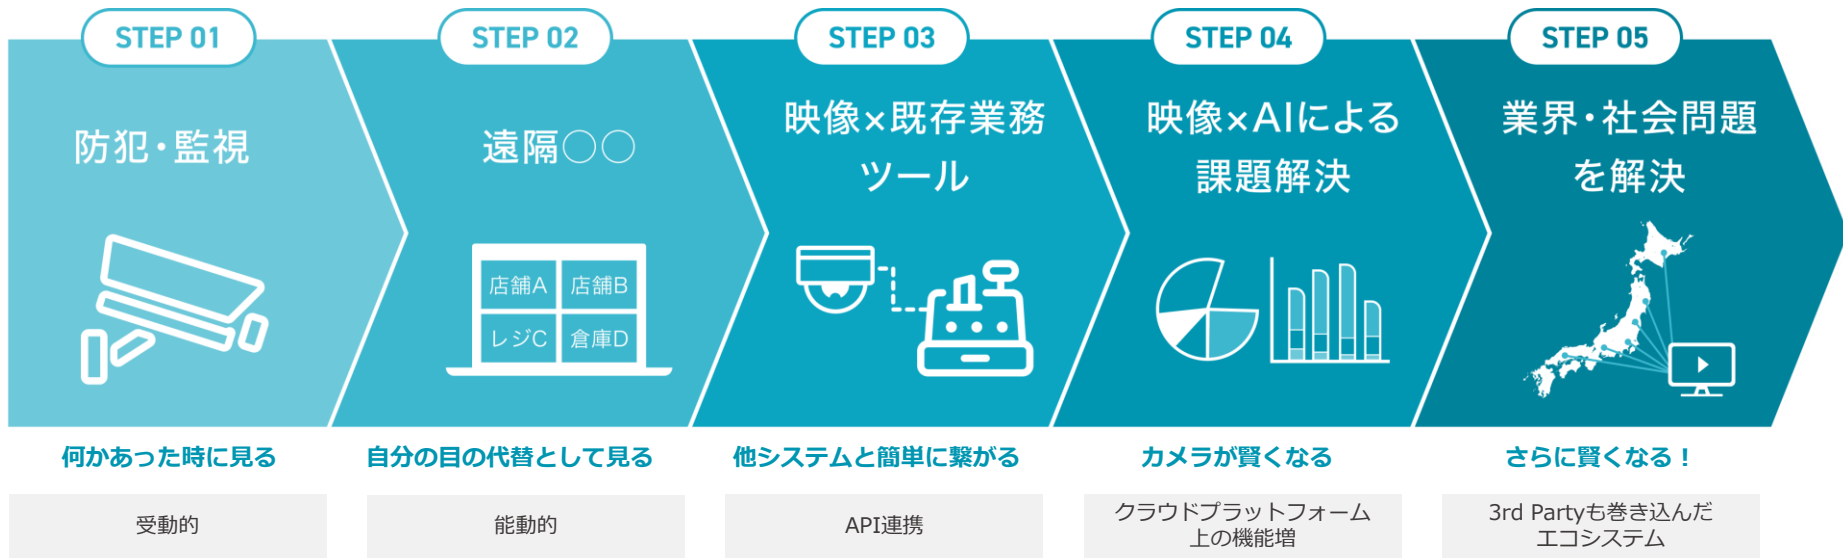 STEP 01
防犯・監視
何かあった時に見る
受動的
STEP 02
遠隔〇〇
店舗A
店舗B
レジC
倉庫D
自分の目の代替として見る
能動的
STEP 03
映像×既存業務
ツール
他システムと簡単に繋がる
API連携
STEP 04
映像×AIによる
課題解決
カメラが賢くなる
クラウドプラットフォーム
上の機能増
STEP 05
業界・社会問題
を解決
さらに賢くなる！
3rd Partyも巻き込んだ
エコシステム